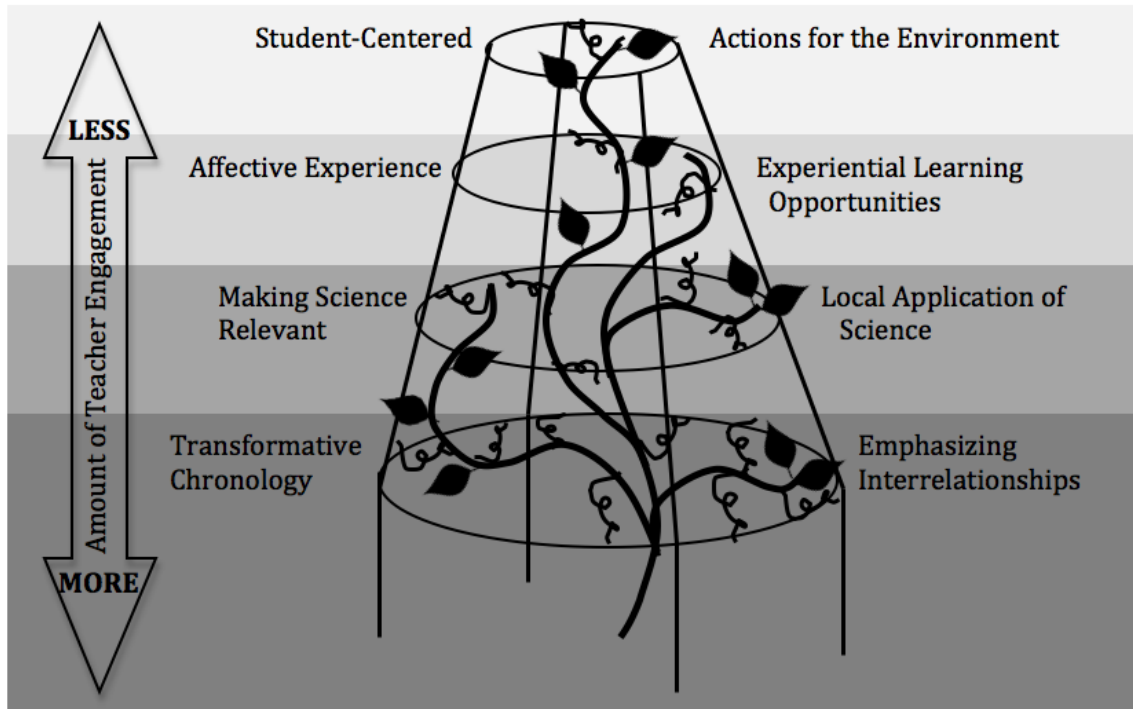 Student-Centered
Actions for the Environment
LESS
Affective Experience
Experiential Learning
Opportunities
Amount of Teacher Engagement
Making Science
Relevant
Local Application of
Science
Transformative
Chronology
Emphasizing
Interrelationships
MORE